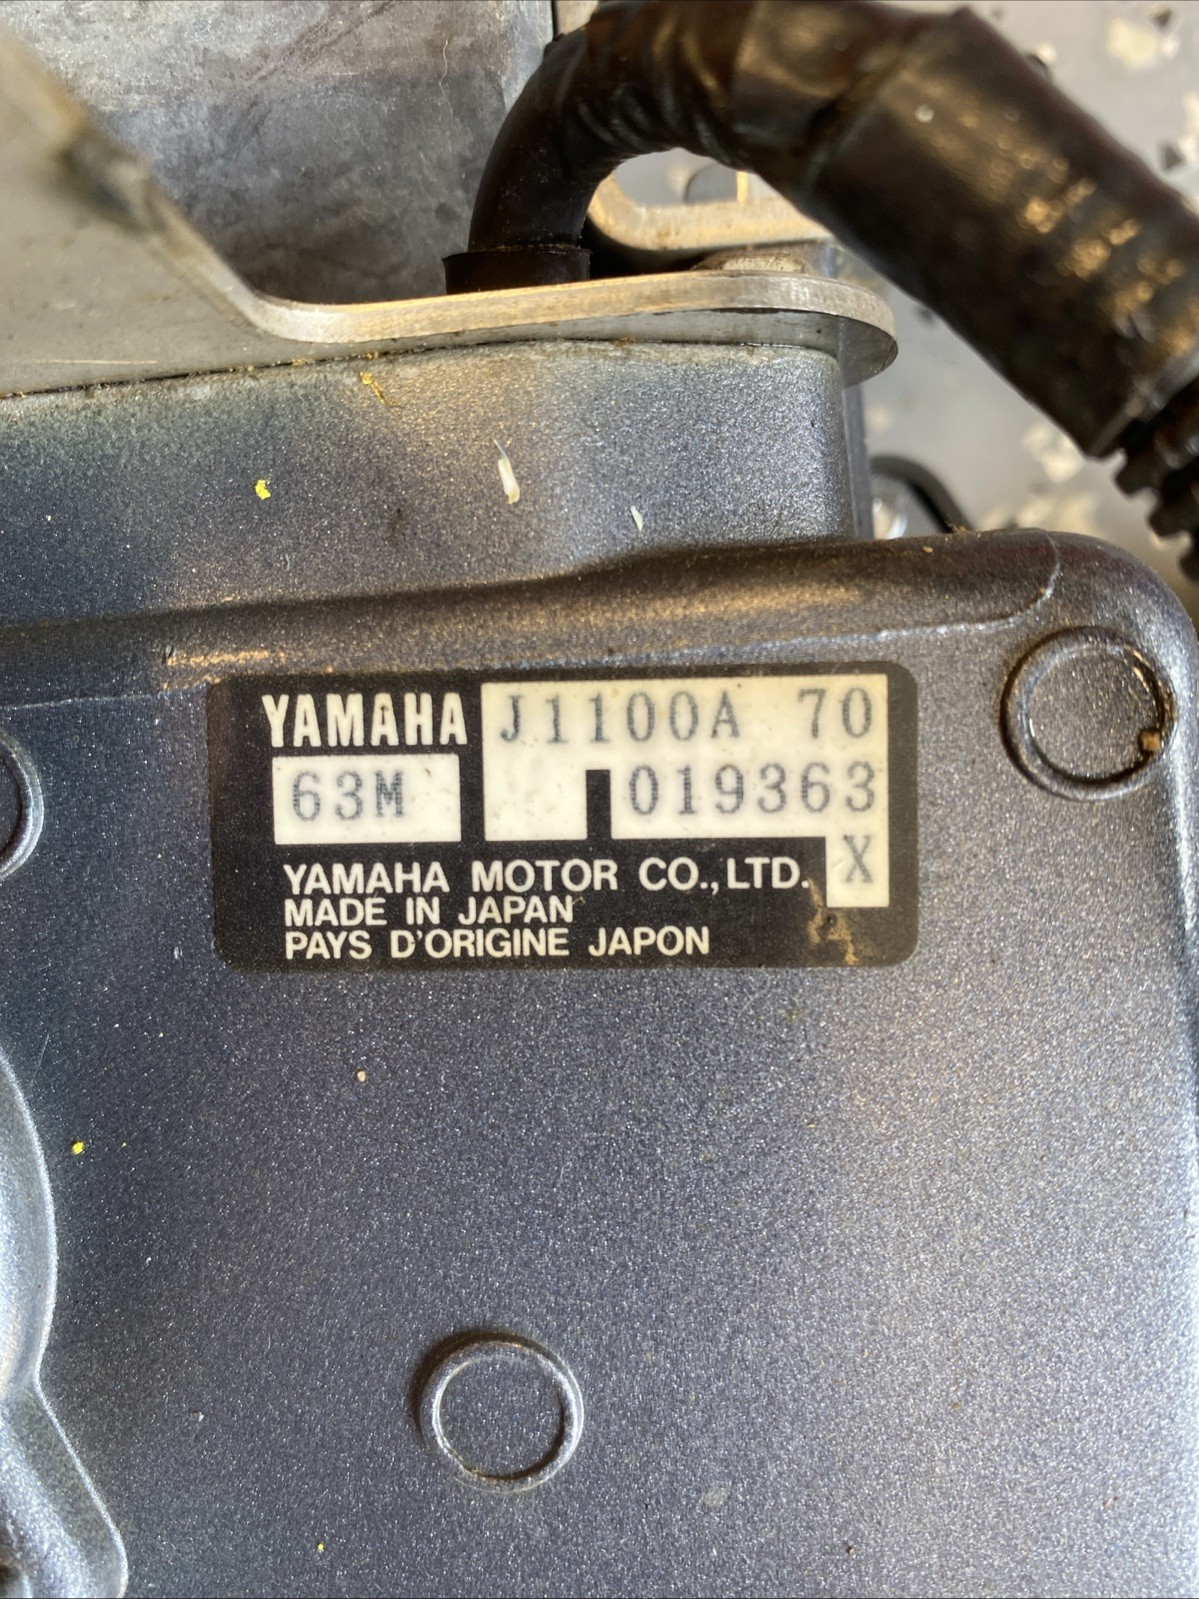 YAMAHA J1100A 70
63M 019363
X
YAMAHA MOTOR CO., LTD.
MADE IN JAPAN
PAYS D'ORIGINE JAPON